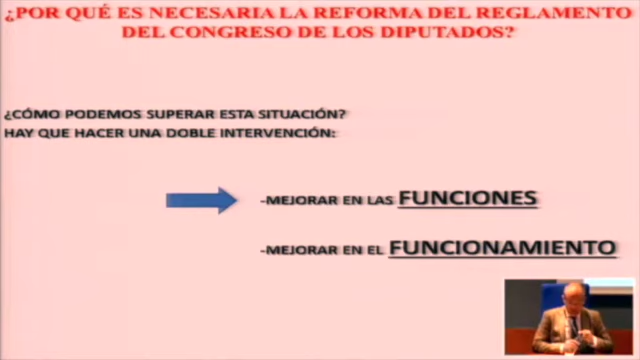 ¿POR QUÉ ES NECESARIA LA REFORMA DEL REGLAMENTO
DEL CONGRESO DE LOS DIPUTADOS?
¿CÓMO PODEMOS SUPERAR ESTA SITUACIÓN?
HAY QUE HACER UNA DOBLE INTERVENCIÓN:
-MEJORAR EN LAS FUNCIONES
-MEJORAR EN EL FUNCIONAMIENTO